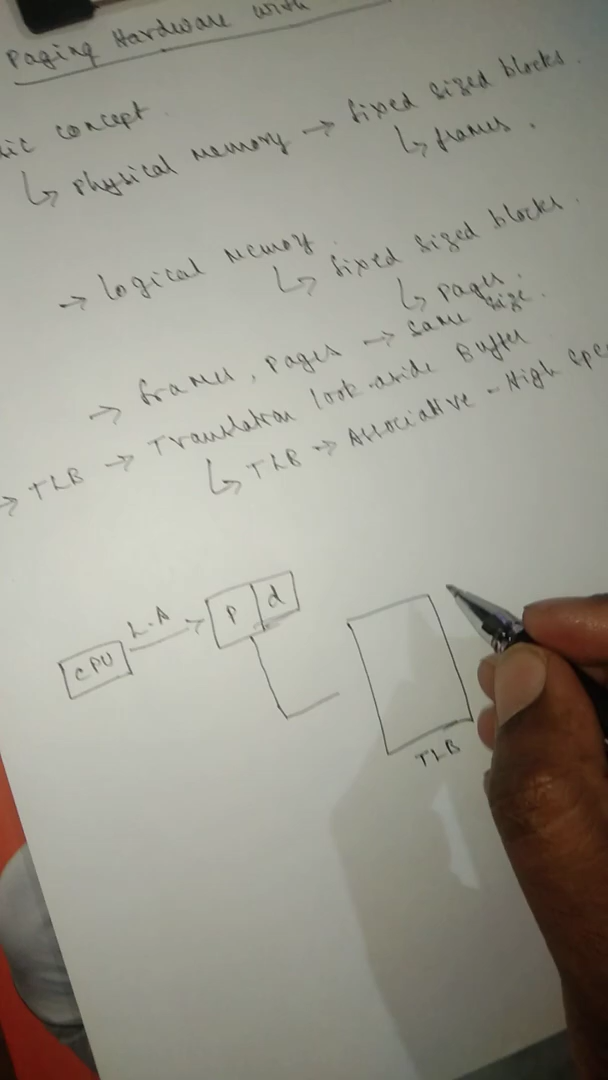 Paging Hardware with
concept
↳ physical memory → fixed sized blocks.
↳ frames.
→ logical memory.
↳ fixed sized blocks.
↳ pages.
→ frames, pages → same size.
→ TLB → Translation look-aside Buffer
↳ TLB → Associative - High
CPU
L.A
P d
TLB